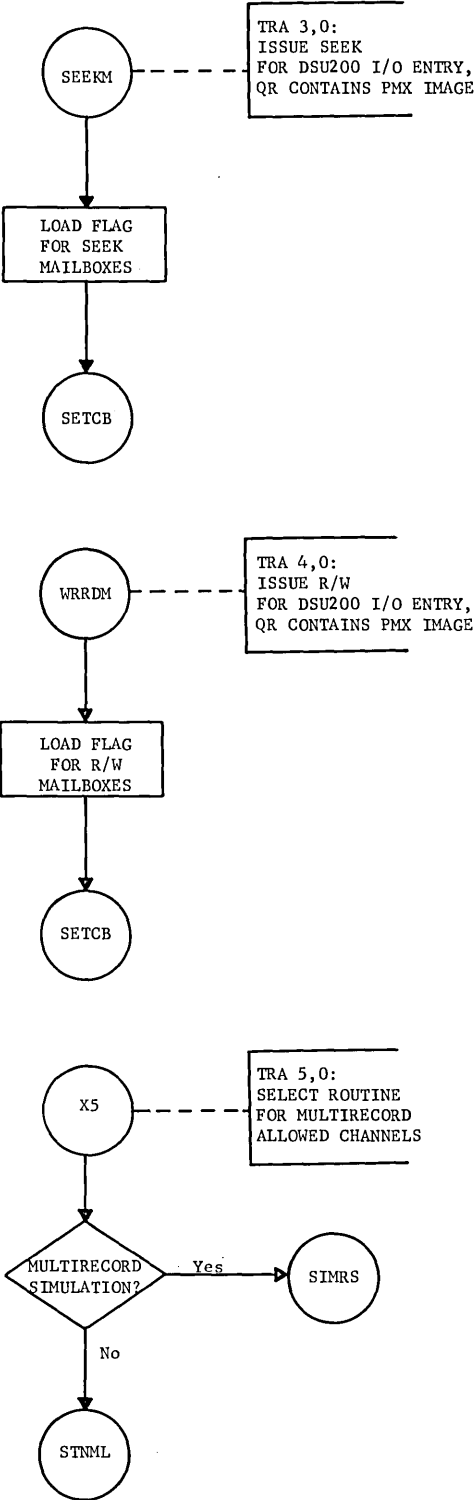 SEEKM
TRA 3,0:
ISSUE SEEK
FOR DSU200 I/O ENTRY,
QR CONTAINS PMX IMAGE
LOAD FLAG
FOR SEEK
MAILBOXES
SETCB
WRRDM
TRA 4,0:
ISSUE R/W
FOR DSU200 I/O ENTRY,
QR CONTAINS PMX IMAGE
LOAD FLAG
FOR R/W
MAILBOXES
SETCB
X5
TRA 5,0:
SELECT ROUTINE
FOR MULTIRECORD
ALLOWED CHANNELS
MULTIRECORD
SIMULATION?
Yes
SIMRS
No
STNML